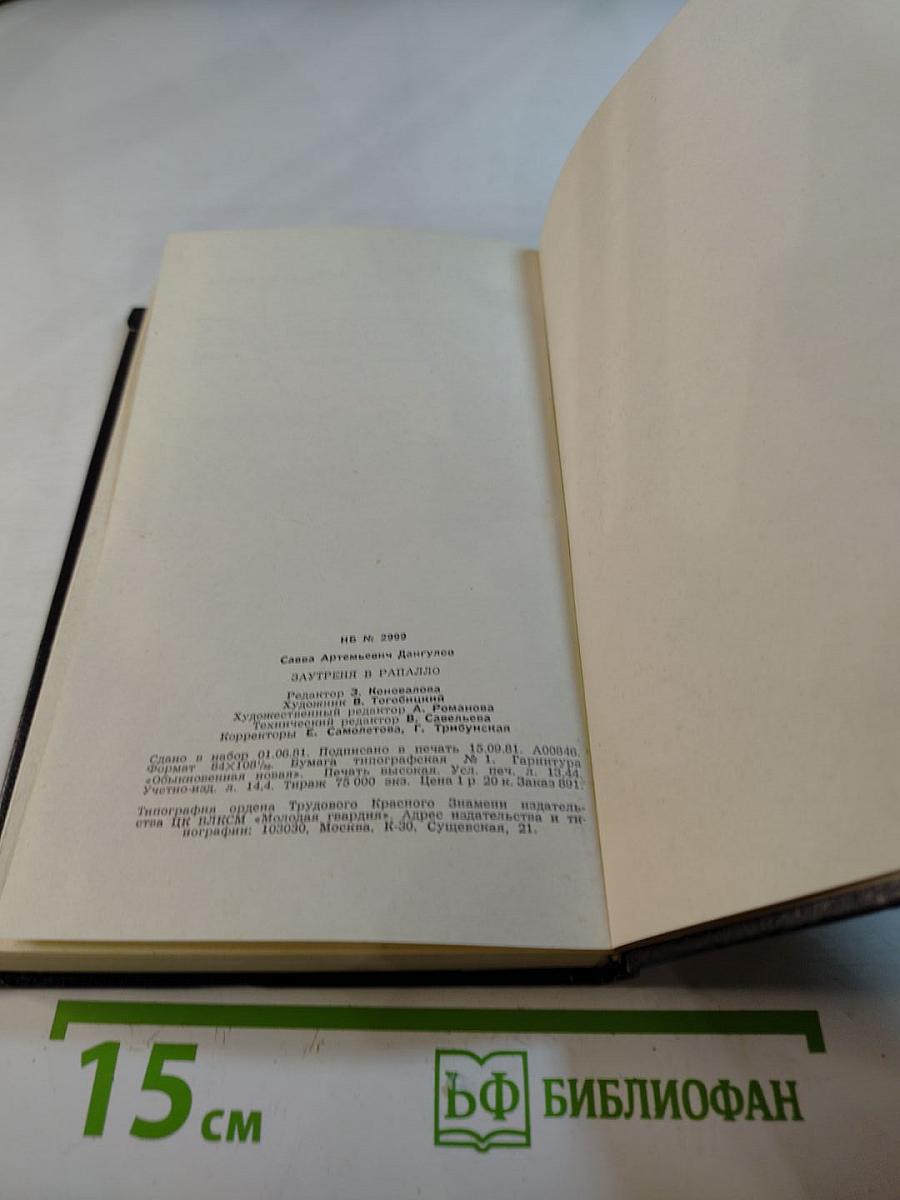 НБ № 2999
Савва Артемьевич Дангулов
ЗАУТРЕНЯ В РАПАЛЛО
Редактор З. Коновалова
Художник В. Тогобицкий
Художественный редактор А. Романова
Технический редактор В. Савельева
Корректоры Е. Самолетова, Г. Трибунская
Сдано в набор 01.06.81. Подписано в печать 15.09.81. А00846.
Формат 84×108¹/₃₂. Бумага типографская № 1. Гарнитура
«Обыкновенная новая». Печать высокая. Усл. печ. л. 13,44.
Учетно-изд. л. 14,4. Тираж 75 000 экз. Цена 1 р 20 к. Заказ 891.
Типография ордена Трудового Красного Знамени издатель-
ства ЦК ВЛКСМ «Молодая гвардия». Адрес издательства и ти-
пографии: 103030, Москва, К-30, Сущевская, 21.
15 см
БФ БИБЛИОФАН